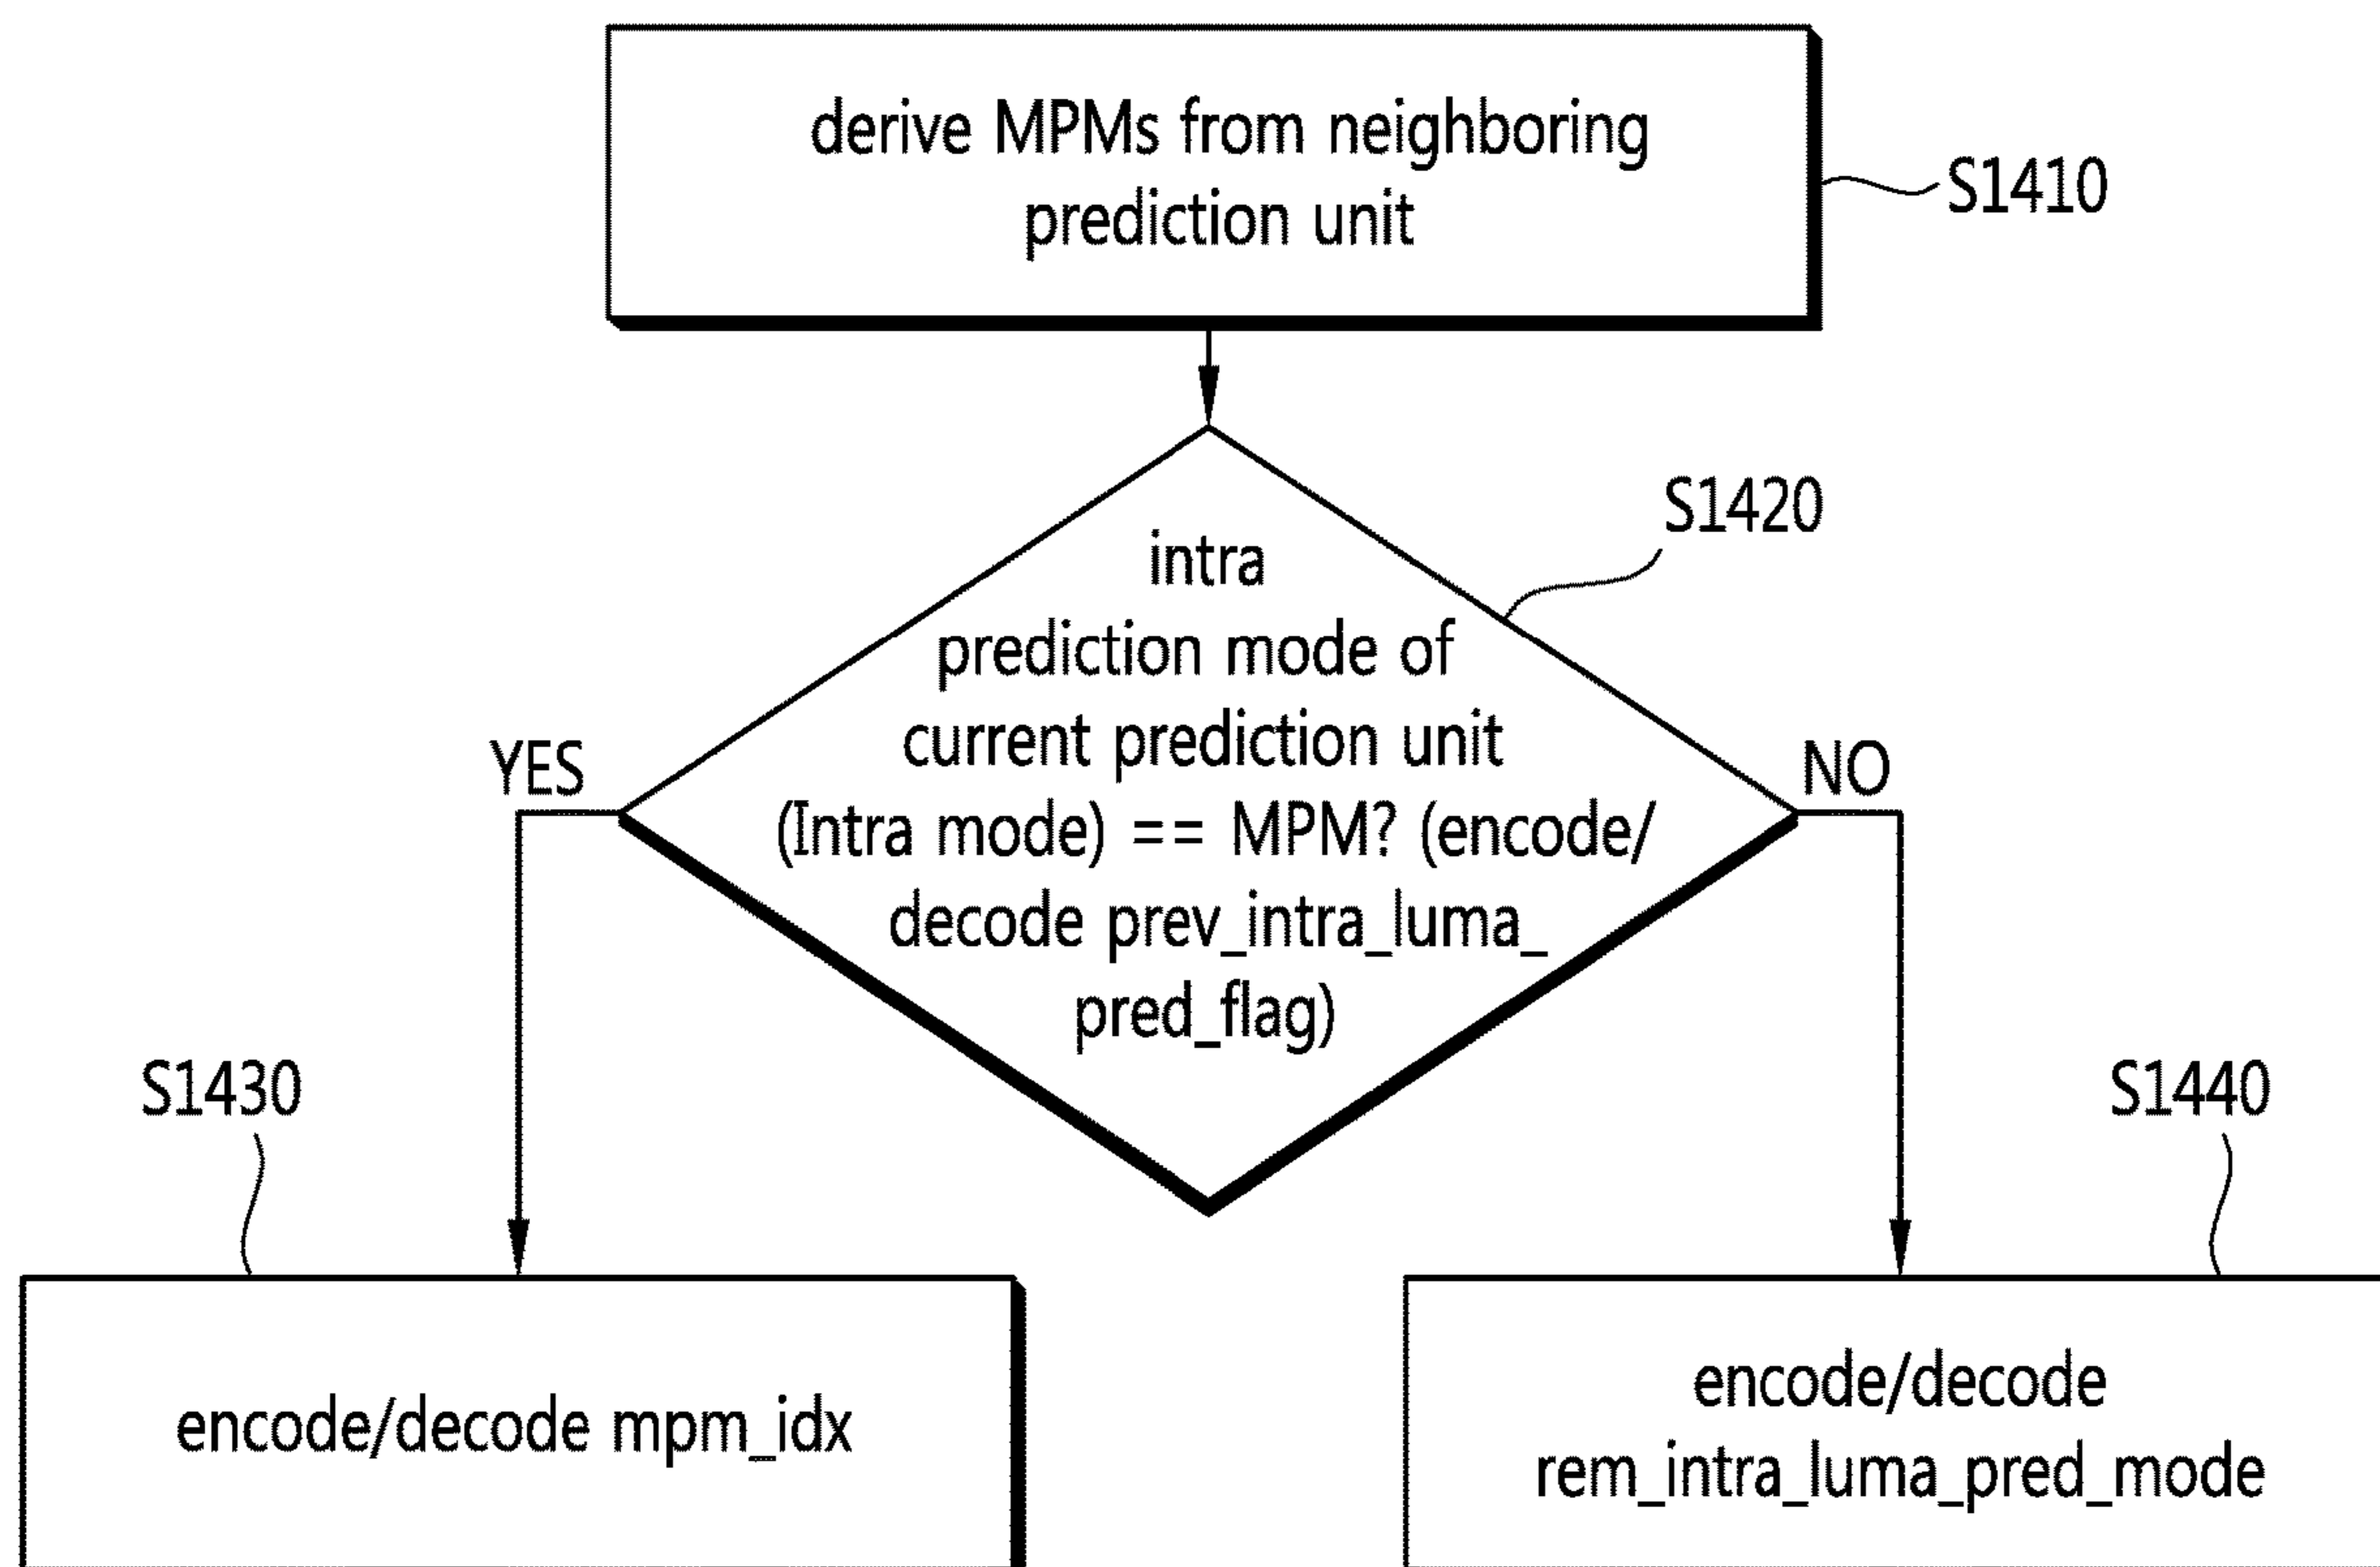 derive MPMs from neighboring
prediction unit
S1410
S1420
intra
prediction mode of
current prediction unit
(Intra mode) == MPM? (encode/
decode prev_intra_luma_
pred_flag)
YES
NO
S1430
S1440
encode/decode mpm_idx
encode/decode
rem_intra_luma_pred_mode